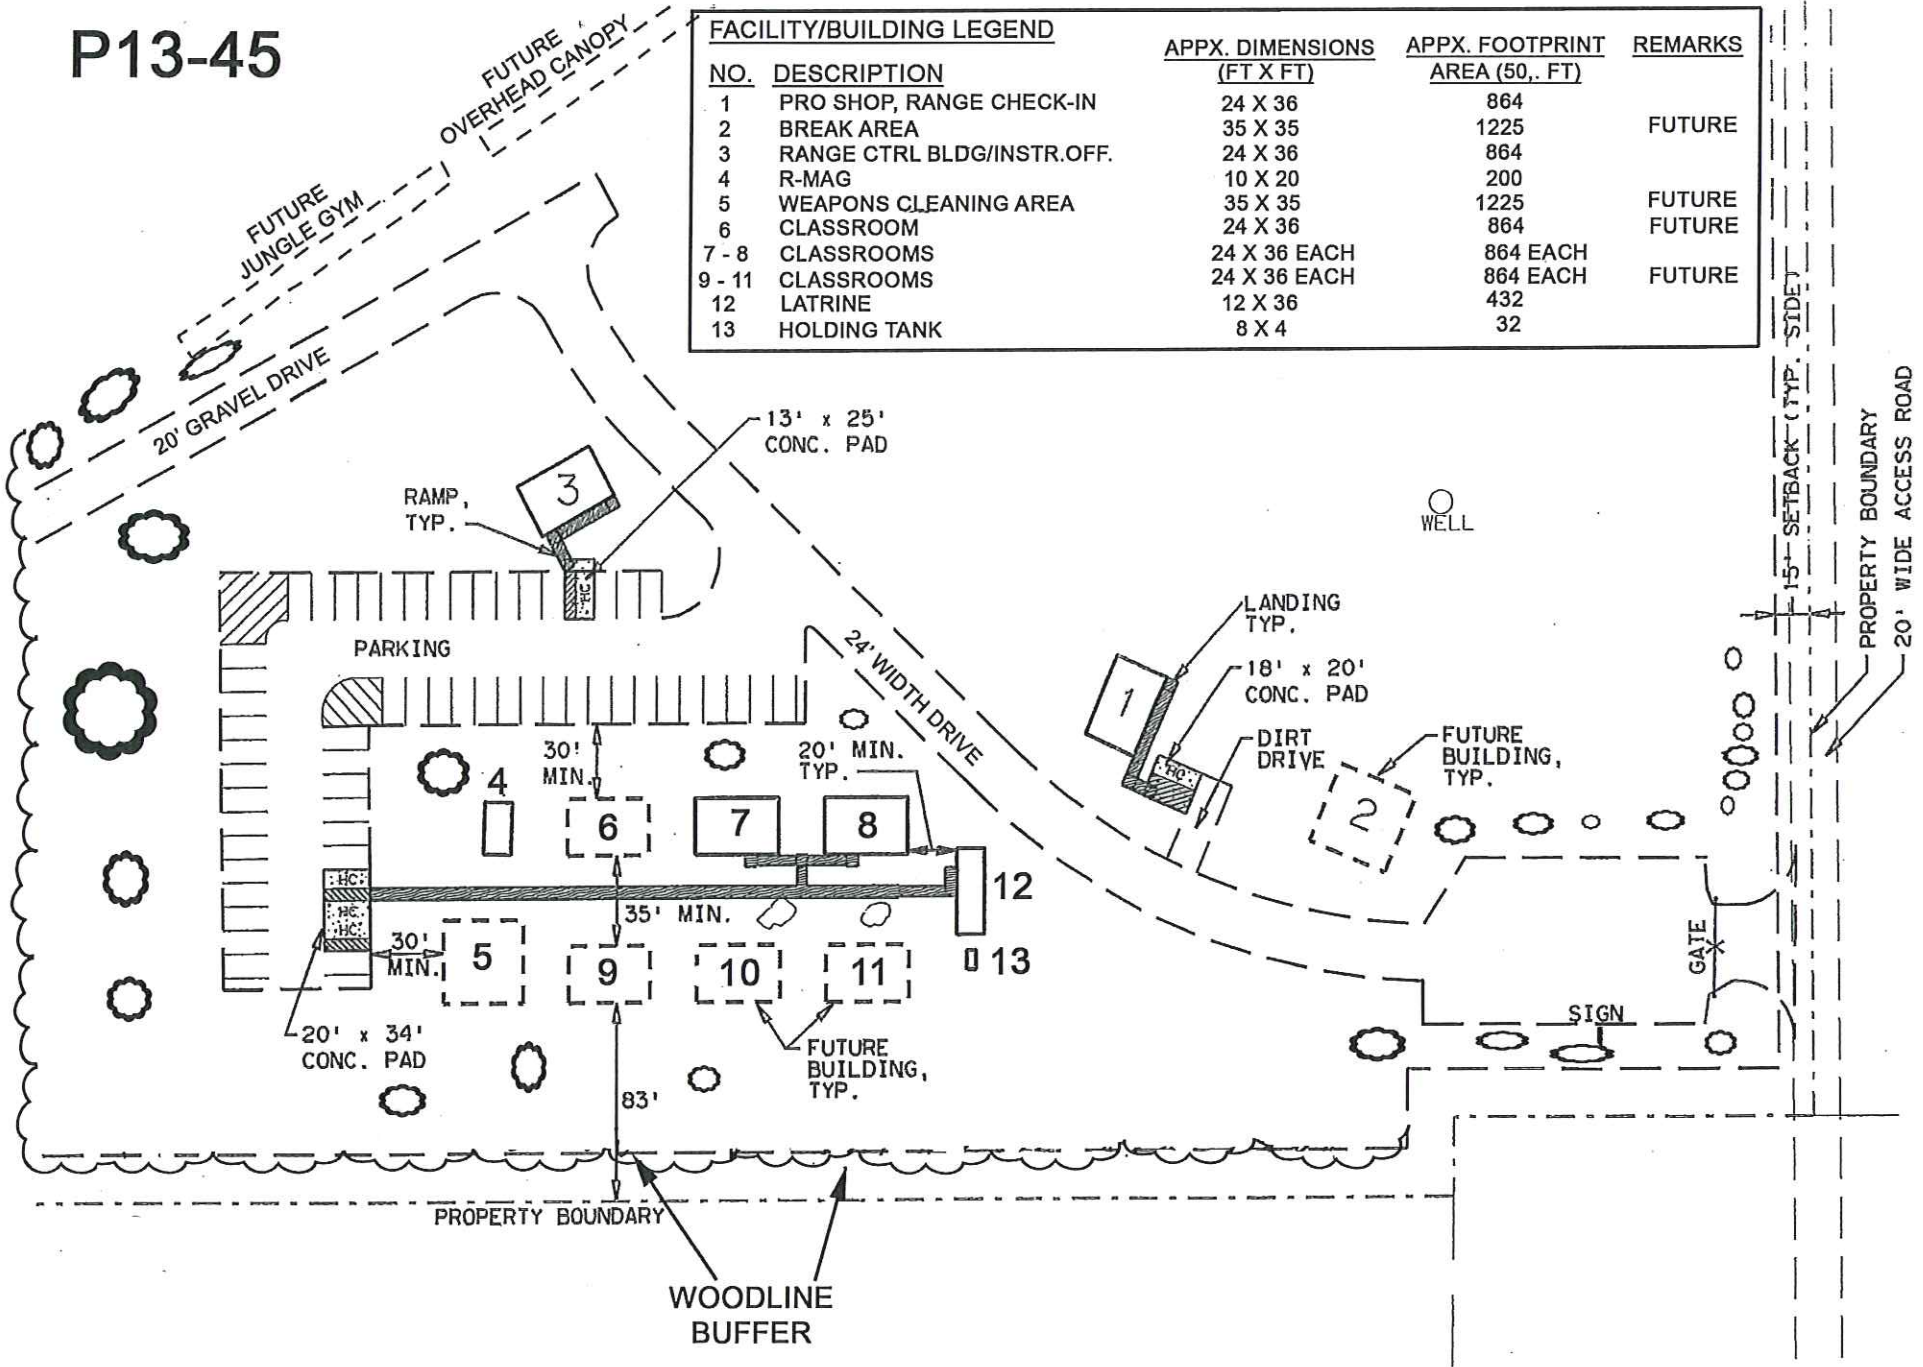 P13-45
FUTURE
OVERHEAD CANOPY
FUTURE
JUNGLE GYM
20' GRAVEL DRIVE
FACILITY/BUILDING LEGEND
NO. DESCRIPTION APPX. DIMENSIONS (FT X FT) APPX. FOOTPRINT AREA (50,. FT) REMARKS
1 PRO SHOP, RANGE CHECK-IN 24 X 36 864
2 BREAK AREA 35 X 35 1225 FUTURE
3 RANGE CTRL BLDG/INSTR.OFF. 24 X 36 864
4 R-MAG 10 X 20 200
5 WEAPONS CLEANING AREA 35 X 35 1225 FUTURE
6 CLASSROOM 24 X 36 864 FUTURE
7 - 8 CLASSROOMS 24 X 36 EACH 864 EACH
9 - 11 CLASSROOMS 24 X 36 EACH 864 EACH FUTURE
12 LATRINE 12 X 36 432
13 HOLDING TANK 8 X 4 32
13' x 25'
CONC. PAD
3
RAMP,
TYP.
HC
PARKING
24' WIDTH DRIVE
WELL
15' SETBACK (TYP. SIDE)
PROPERTY BOUNDARY
20' WIDE ACCESS ROAD
LANDING
TYP.
1
18' x 20'
CONC. PAD
HC
DIRT
DRIVE
FUTURE
BUILDING,
TYP.
2
30'
MIN.
20' MIN.
TYP.
4
6
7
8
HC
HC
HC
35' MIN.
12
30'
MIN.
5
9
10
11
13
GATE
SIGN
20' x 34'
CONC. PAD
FUTURE
BUILDING,
TYP.
83'
PROPERTY BOUNDARY
WOODLINE
BUFFER